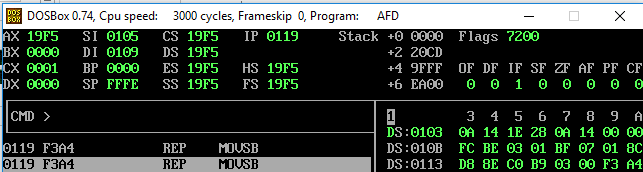 DOSBox 0.74, Cpu speed: 3000 cycles, Frameskip 0, Program: AFD
AX 19F5 SI 0105 CS 19F5 IP 0119 Stack +0 0000 Flags 7200
BX 0000 DI 0109 DS 19F5 +2 20CD
CX 0001 BP 0000 ES 19F5 HS 19F5 +4 9FFF OF DF IF SF ZF AF PF CF
DX 0000 SP FFFE SS 19F5 FS 19F5 +6 EA00 0 0 1 0 0 0 0 0
CMD > 1 3 4 5 6 7 8 9 A
DS:0103 0A 14 1E 28 0A 14 00 00
DS:010B FC BE 03 01 BF 07 01 8C
0119 F3A4 REP MOVSB DS:0113 D8 8E C0 B9 03 00 F3 A4
0119 F3A4 REP MOVSB